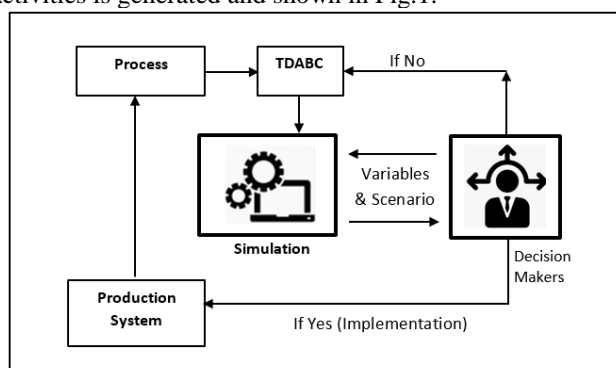 activities is generated and shown in Fig.1.
Process
TDABC
If No
Variables
& Scenario
Simulation
Decision
Makers
Production
System
If Yes (Implementation)